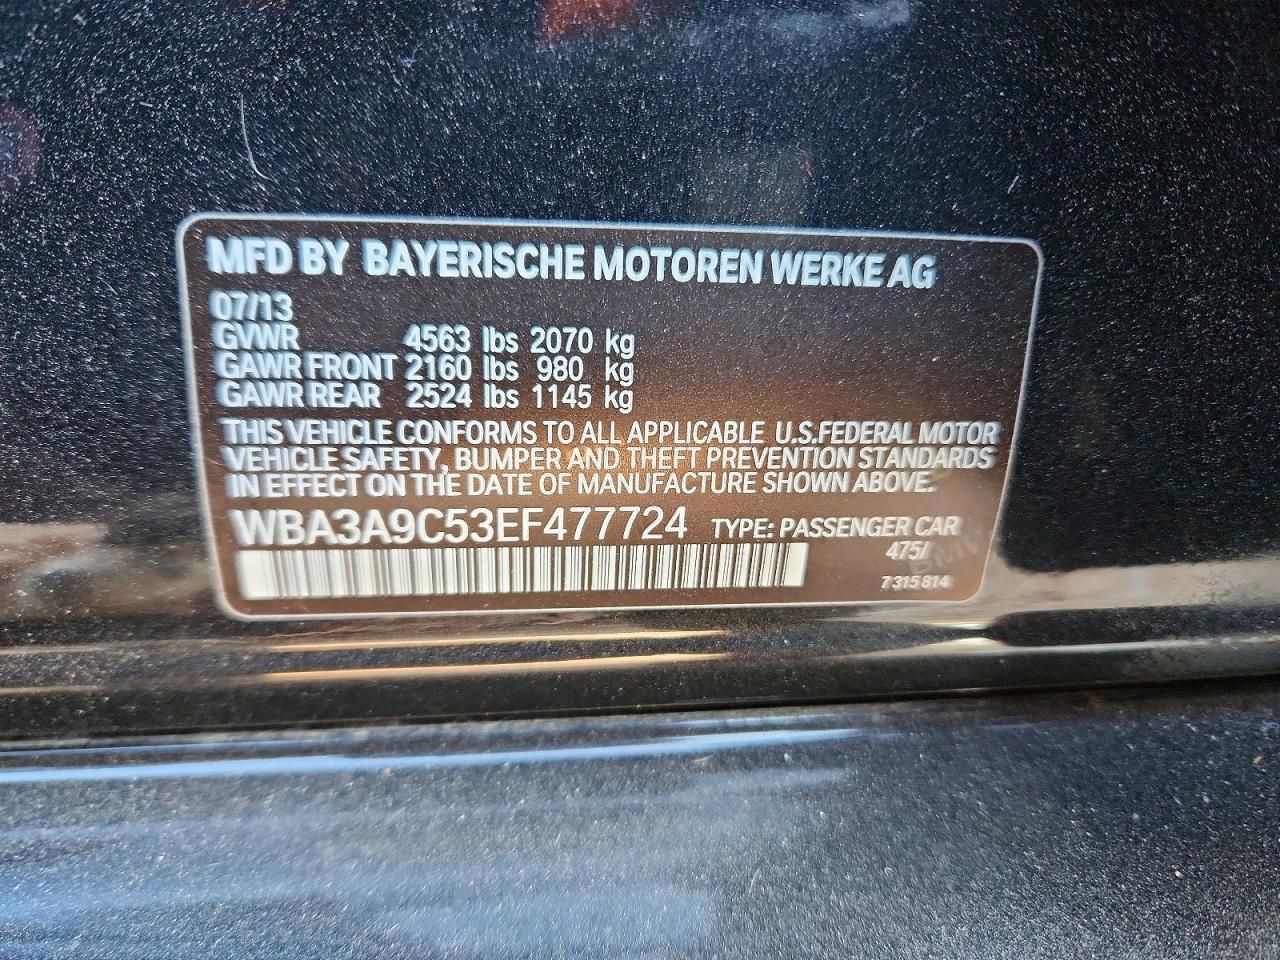 MFD BY BAYERISCHE MOTOREN WERKE AG
07/13
GVWR 4563 lbs 2070 kg
GAWR FRONT 2160 lbs 980 kg
GAWR REAR 2524 lbs 1145 kg
THIS VEHICLE CONFORMS TO ALL APPLICABLE U.S.FEDERAL MOTOR
VEHICLE SAFETY, BUMPER AND THEFT PREVENTION STANDARDS
IN EFFECT ON THE DATE OF MANUFACTURE SHOWN ABOVE.
WBA3A9C53EF477724 TYPE: PASSENGER CAR
475/
BMW
7 315 814